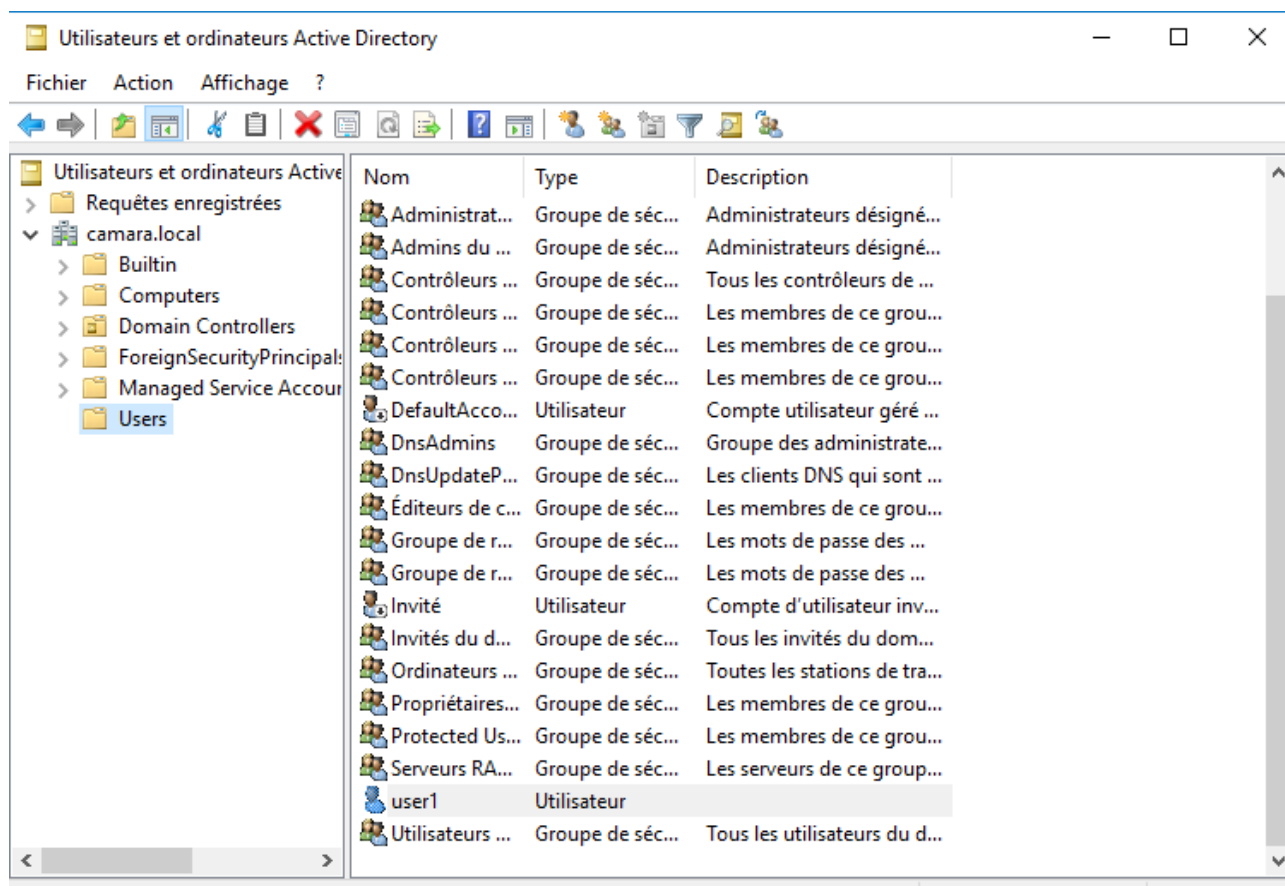 Utilisateurs et ordinateurs Active Directory
Fichier Action Affichage ?
Utilisateurs et ordinateurs Active
Requêtes enregistrées
camara.local
Builtin
Computers
Domain Controllers
ForeignSecurityPrincipals
Managed Service Accour
Users
Nom Type Description
Administrat... Groupe de séc... Administrateurs désigné...
Admins du ... Groupe de séc... Administrateurs désigné...
Contrôleurs ... Groupe de séc... Tous les contrôleurs de ...
Contrôleurs ... Groupe de séc... Les membres de ce grou...
Contrôleurs ... Groupe de séc... Les membres de ce grou...
Contrôleurs ... Groupe de séc... Les membres de ce grou...
DefaultAcco... Utilisateur Compte utilisateur géré ...
DnsAdmins Groupe de séc... Groupe des administrate...
DnsUpdateP... Groupe de séc... Les clients DNS qui sont ...
Éditeurs de c... Groupe de séc... Les membres de ce grou...
Groupe de r... Groupe de séc... Les mots de passe des ...
Groupe de r... Groupe de séc... Les mots de passe des ...
Invité Utilisateur Compte d'utilisateur inv...
Invités du d... Groupe de séc... Tous les invités du dom...
Ordinateurs ... Groupe de séc... Toutes les stations de tra...
Propriétaires... Groupe de séc... Les membres de ce grou...
Protected Us... Groupe de séc... Les membres de ce grou...
Serveurs RA... Groupe de séc... Les serveurs de ce group...
user1 Utilisateur
Utilisateurs ... Groupe de séc... Tous les utilisateurs du d...